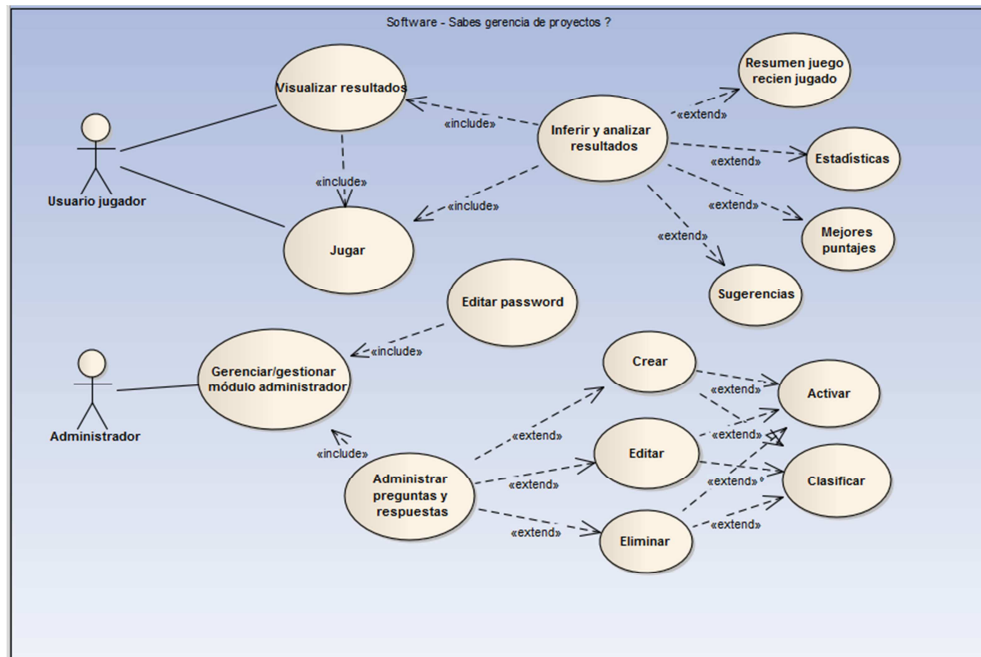 Software - Sabes gerencia de proyectos ?
Visualizar resultados
Usuario jugador
«include»
«include»
Jugar
Inferir y analizar
resultados
«include»
«extend»
Resumen juego
recien jugado
«extend»
Estadísticas
«extend»
Mejores
puntajes
«extend»
Sugerencias
Editar password
«include»
Gerenciar/gestionar
módulo administrador
Administrador
«include»
Administrar
preguntas y
respuestas
«extend»
Crear
«extend»
Editar
«extend»
Eliminar
«extend»
«extend»
Activar
«extend»
«extend»
Clasificar